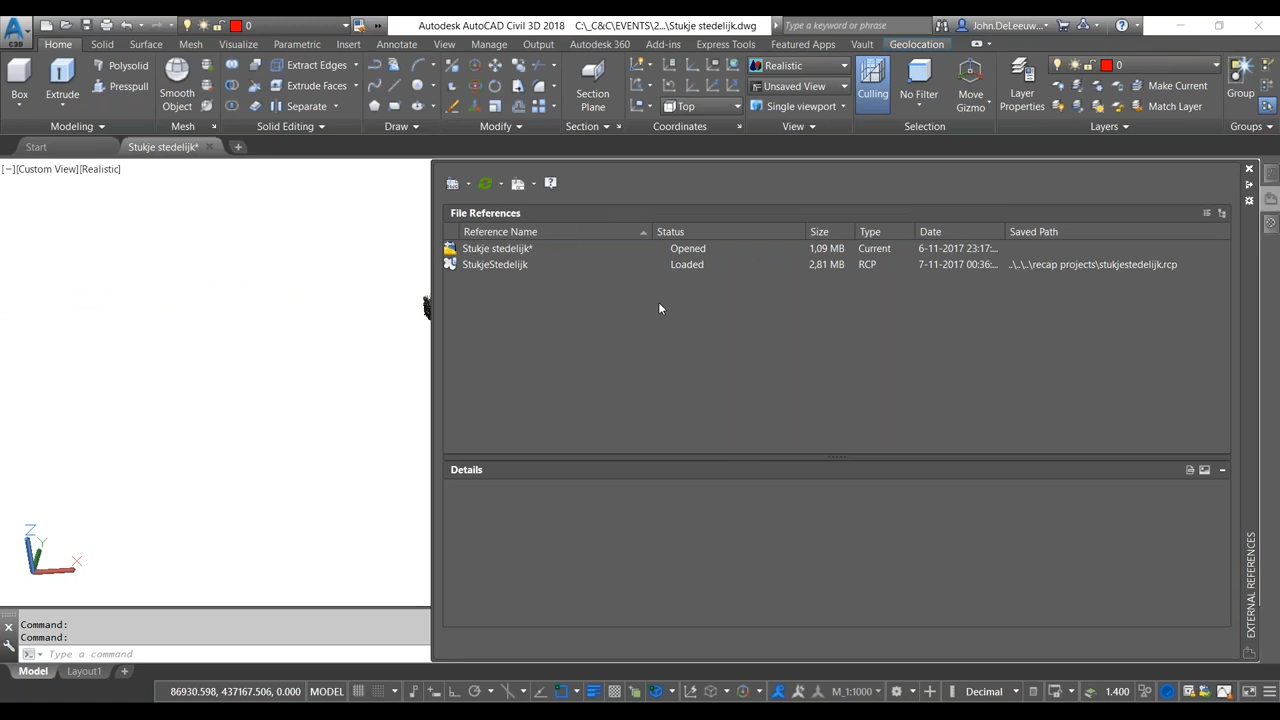 Autodesk AutoCAD Civil 3D 2018 C:\_C&C\EVENTS\2...\Stukje stedelijk.dwg
Type a keyword or phrase
John.DeLeeuw...
0
C3D
Home Solid Surface Mesh Visualize Parametric Insert Annotate View Manage Output Autodesk 360 Add-ins Express Tools Featured Apps Vault Geolocation
Box
Extrude
Polysolid
Presspull
Modeling
Smooth Object
Mesh
Extract Edges
Extrude Faces
Separate
Solid Editing
Draw
Modify
Section Plane
Section
Top
Coordinates
Realistic
Unsaved View
Single viewport
View
Culling
No Filter
Move Gizmo
Selection
Layer Properties
0
Make Current
Match Layer
Layers
Group
Groups
Start
Stukje stedelijk*
[−][Custom View][Realistic]
File References
Reference Name Status Size Type Date Saved Path
Stukje stedelijk* Opened 1,09 MB Current 6-11-2017 23:17:...
StukjeStedelijk Loaded 2,81 MB RCP 7-11-2017 00:36:... ..\..\..\recap projects\stukjestedelijk.rcp
Details
EXTERNAL REFERENCES
Z
Y
X
Command:
Command:
Type a command
Model Layout1
86930.598, 437167.506, 0.000 MODEL M_1:1000 Decimal 1.400